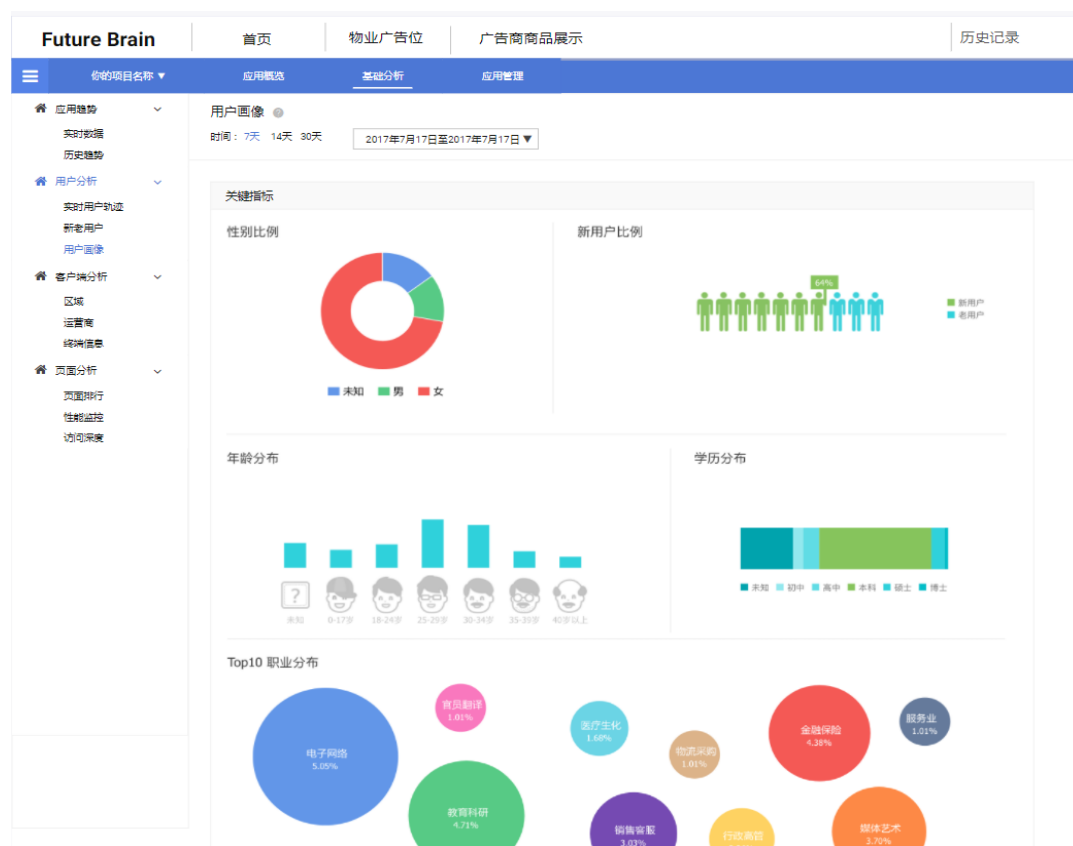 Future Brain 首页 物业广告位 广告商商品展示 历史记录
你的项目名称 ▼ 应用概览 基础分析 应用管理
应用趋势
实时数据
历史趋势
用户分析
实时用户轨迹
新老用户
用户画像
客户端分析
区域
运营商
终端信息
页面分析
页面排行
性能监控
访问深度
用户画像
时间：7天 14天 30天 2017年7月17日至2017年7月17日▼
关键指标
性别比例
未知 男 女
新用户比例
64%
新用户
老用户
年龄分布
?
未知 0-17岁 18-24岁 25-29岁 30-34岁 35-39岁 40岁以上
学历分布
未知 初中 高中 本科 硕士 博士
Top10 职业分布
电子网络
5.05%
官员翻译
1.01%
教育科研
4.71%
医疗生化
1.68%
物流采购
1.01%
金融保险
4.38%
服务业
1.01%
销售客服
3.03%
行政高管
媒体艺术
3.70%